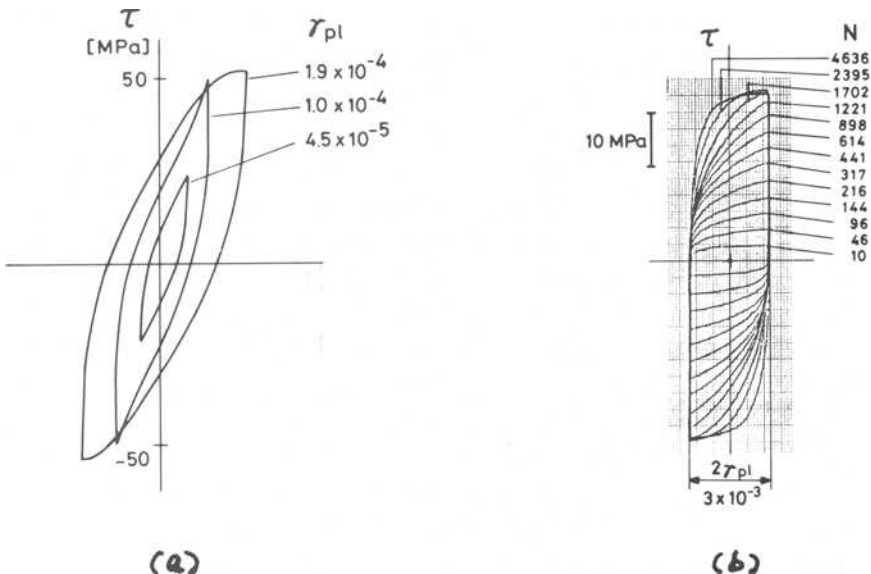 τ
[MPa]
50
-50
γpl
1.9 x 10⁻⁴
1.0 x 10⁻⁴
4.5 x 10⁻⁵
(a)
τ
N
4636
2395
1702
1221
898
614
441
317
216
144
96
46
10
10 MPa
2γpl
3 x 10⁻³
(b)